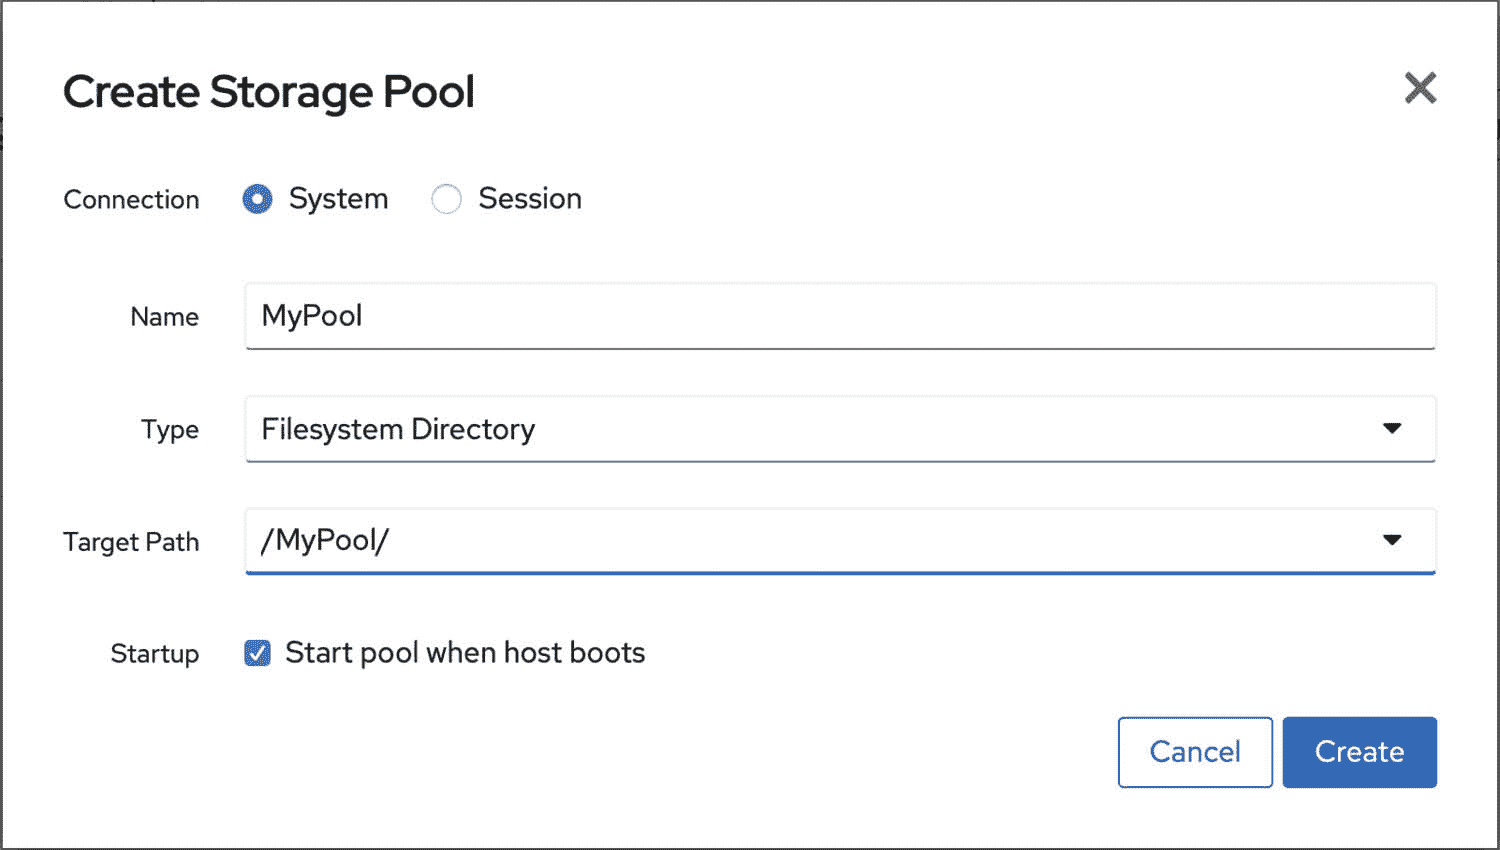 Create Storage Pool
Connection System Session
Name MyPool
Type Filesystem Directory
Target Path /MyPool/
Startup Start pool when host boots
Cancel Create